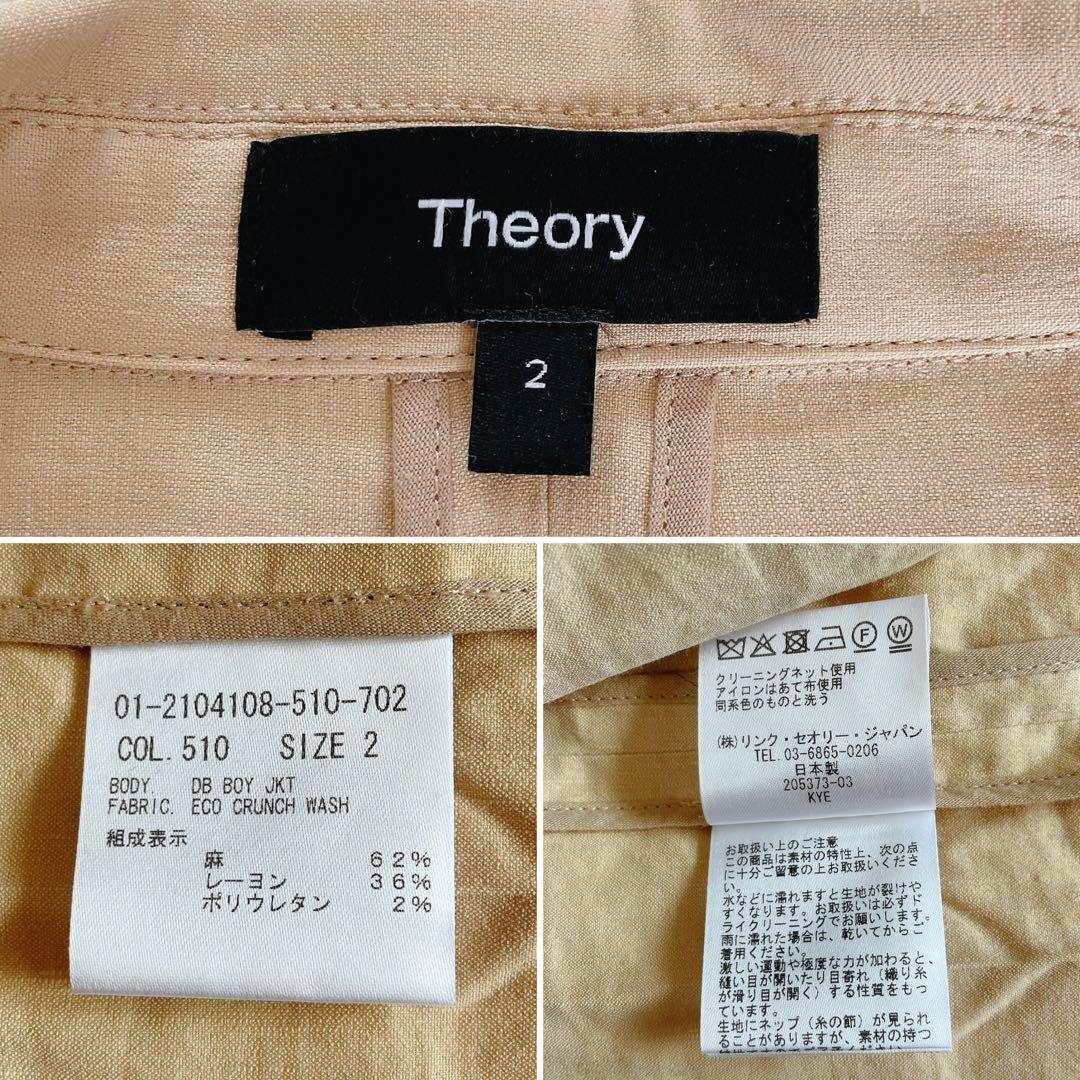 Theory
2
01-2104108-510-702
COL. 510 SIZE 2
BODY. DB BOY JKT
FABRIC. ECO CRUNCH WASH
組成表示
麻 62%
レーヨン 36%
ポリウレタン 2%
F W
クリーニングネット使用
アイロンはあて布使用
同系色のものと洗う
(株)リンク・セオリー・ジャパン
TEL. 03-6865-0206
日本製
205373-03
KYE
お取扱い上のご注意
この商品は素材の特性上、次の点
に十分ご留意の上お取扱いくださ
い。
水などに濡れますと生地が裂けや
すくなります。お取扱いは必ずド
ライクリーニングでお願いします。
雨に濡れた場合は、乾いてからご
着用ください。
激しい運動や極度な力が加わると、
縫い目が開いたり目寄れ(織り糸
が滑り目が開く)する性質をもっ
ています。
生地にネップ(糸の節)が見られ
ることがありますが、素材の持つ